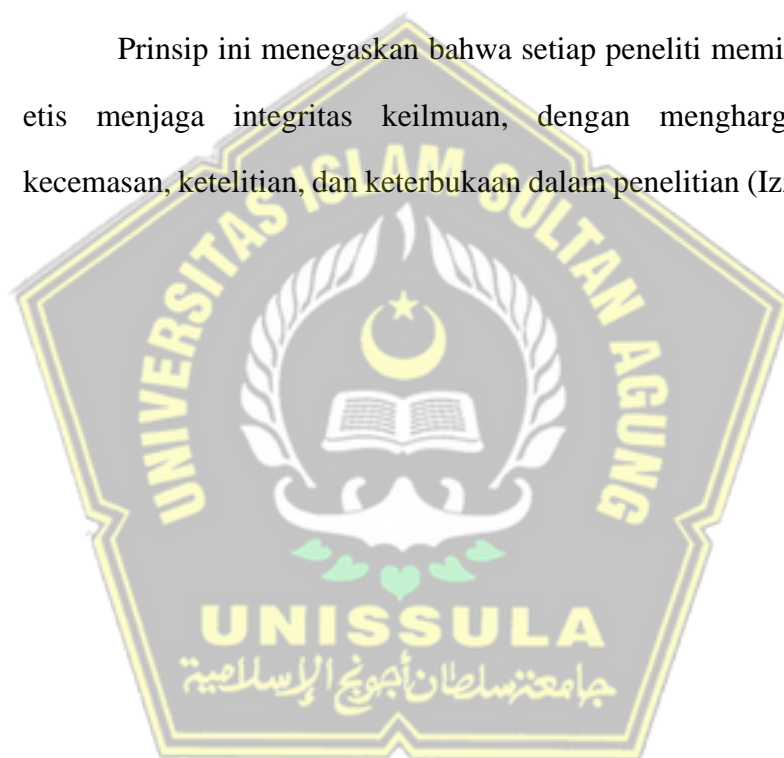 Prinsip ini menegaskan bahwa setiap peneliti memi
etis menjaga integritas keilmuan, dengan mengharg
kecemasan, ketelitian, dan keterbukaan dalam penelitian (Iz
UNIVERSITAS ISLAM SULTAN AGUNG
UNISSULA
جامعة سلطان أجونج الإسلامية